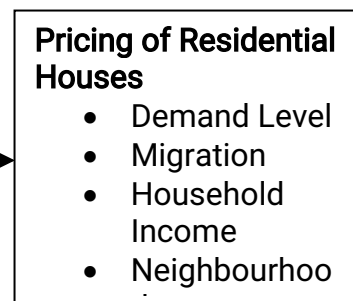 Pricing of Residential
Houses
• Demand Level
• Migration
• Household
Income
• Neighbourhoo